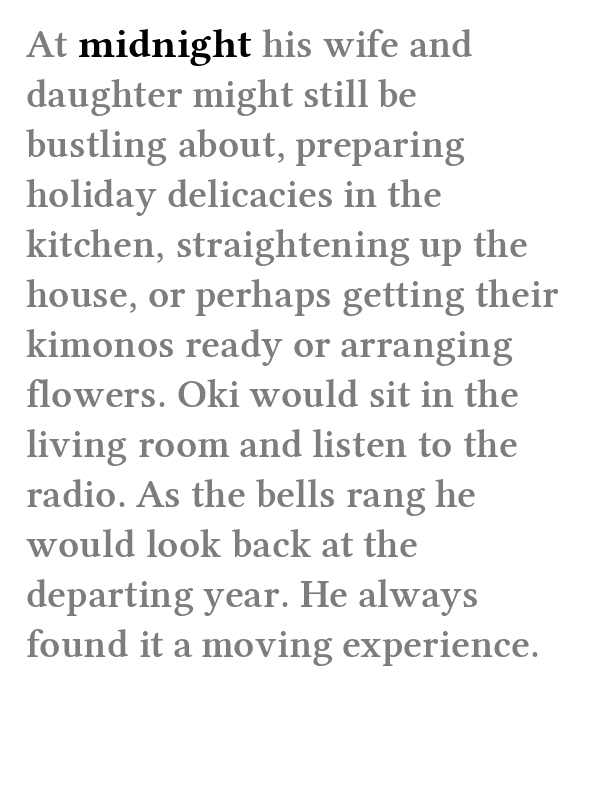 At midnight his wife and
daughter might still be
bustling about, preparing
holiday delicacies in the
kitchen, straightening up the
house, or perhaps getting their
kimonos ready or arranging
flowers. Oki would sit in the
living room and listen to the
radio. As the bells rang he
would look back at the
departing year. He always
found it a moving experience.